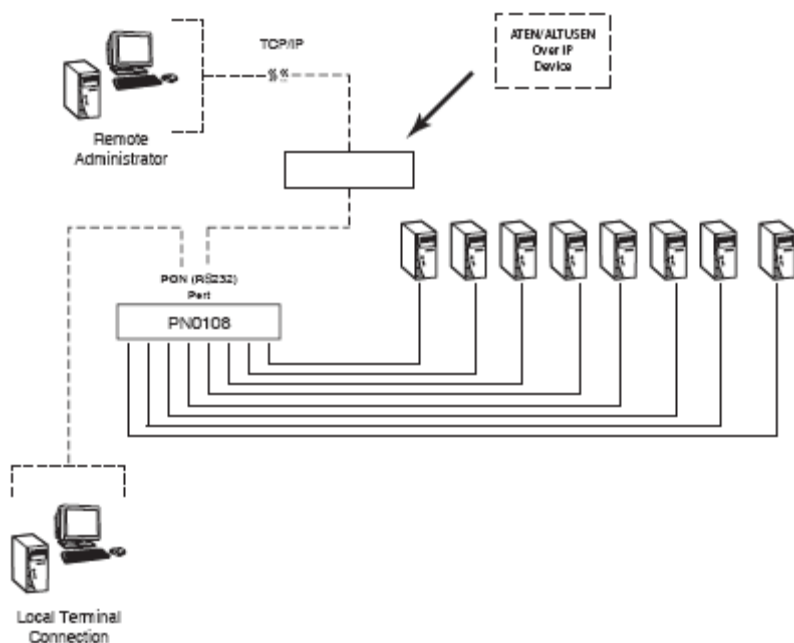 TCP/IP
ATEN/ALTUSEN
Over IP
Device
Remote
Administrator
PON (RS232)
Port
PN0108
Local Terminal
Connection